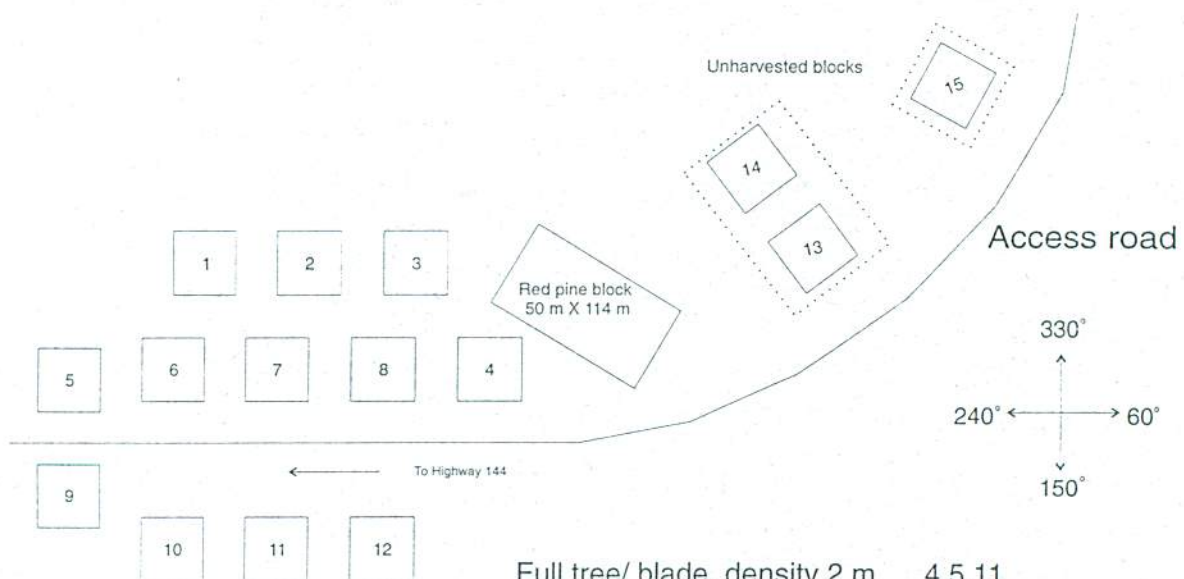 Unharvested blocks
15
14
13
Access road
1 2 3
Red pine block
50 m X 114 m
330°
240° 60°
150°
5 6 7 8 4
To Highway 144
9
10 11 12
Full tree/ blade, density 2 m 4,5,11